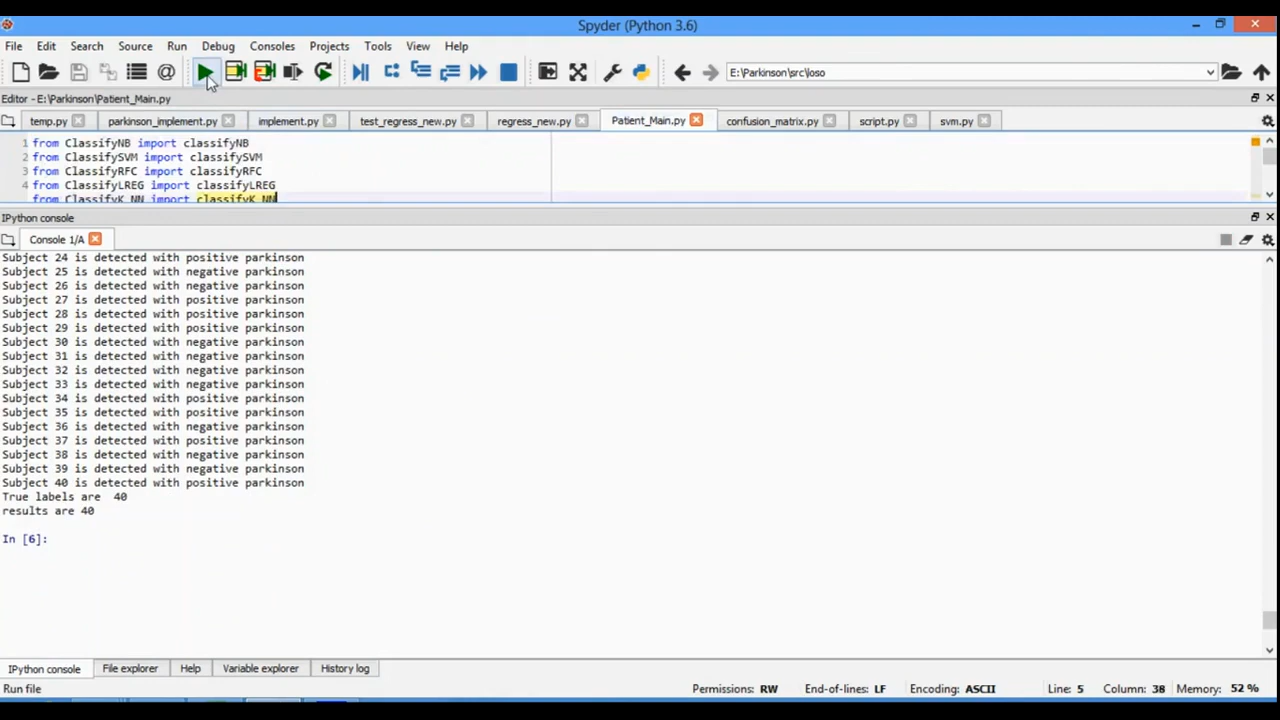 Spyder (Python 3.6)
File Edit Search Source Run Debug Consoles Projects Tools View Help
E:\Parkinson\src\loso
Editor - E:\Parkinson\Patient_Main.py
temp.py parkinson_implement.py implement.py test_regress_new.py regress_new.py Patient_Main.py confusion_matrix.py script.py svm.py
1 from ClassifyNB import classifyNB
2 from ClassifySVM import classifySVM
3 from ClassifyRFC import classifyRFC
4 from ClassifyLREG import classifyLREG
from ClassifyK_NN import classifyK_NN
IPython console
Console 1/A
Subject 24 is detected with positive parkinson
Subject 25 is detected with negative parkinson
Subject 26 is detected with negative parkinson
Subject 27 is detected with positive parkinson
Subject 28 is detected with positive parkinson
Subject 29 is detected with positive parkinson
Subject 30 is detected with negative parkinson
Subject 31 is detected with negative parkinson
Subject 32 is detected with negative parkinson
Subject 33 is detected with negative parkinson
Subject 34 is detected with positive parkinson
Subject 35 is detected with positive parkinson
Subject 36 is detected with negative parkinson
Subject 37 is detected with positive parkinson
Subject 38 is detected with negative parkinson
Subject 39 is detected with negative parkinson
Subject 40 is detected with positive parkinson
True labels are  40
results are 40
In [6]:
IPython console File explorer Help Variable explorer History log
Run file Permissions: RW End-of-lines: LF Encoding: ASCII Line: 5 Column: 38 Memory: 52 %